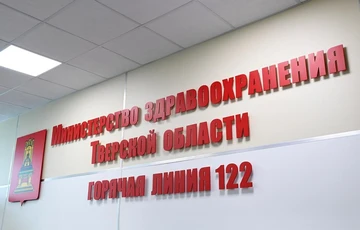 Министерство здравоохранения
Тверской области
горячая линия 122